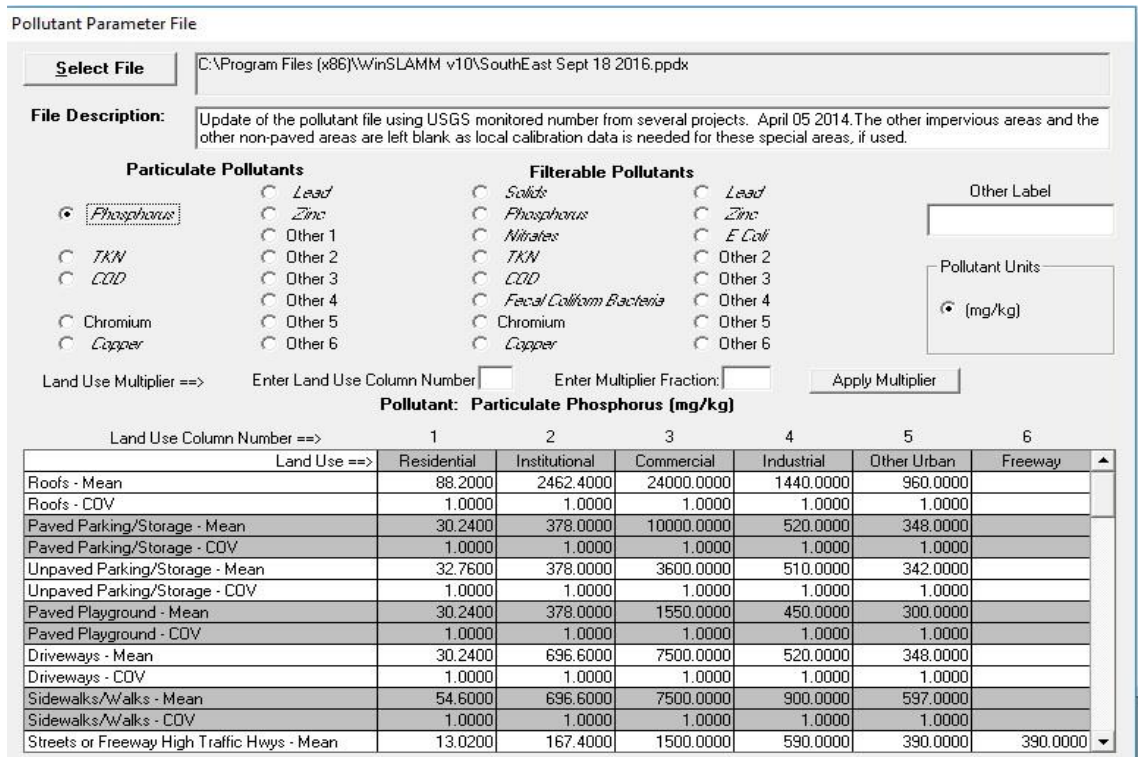 Pollutant Parameter File
Select File
C:\Program Files (x86)\WinSLAMM v10\SouthEast Sept 18 2016.ppdx
File Description:
Update of the pollutant file using USGS monitored number from several projects. April 05 2014.The other impervious areas and the
other non-paved areas are left blank as local calibration data is needed for these special areas, if used.
Particulate Pollutants
Phosphorus
TKN
COD
Chromium
Copper
Lead
Zinc
Other 1
Other 2
Other 3
Other 4
Other 5
Other 6
Filterable Pollutants
Solids
Phosphorus
Nitrates
TKN
COD
Fecal Coliform Bacteria
Chromium
Copper
Lead
Zinc
E Coli
Other 2
Other 3
Other 4
Other 5
Other 6
Other Label
Pollutant Units
(mg/kg)
Land Use Multiplier ==> Enter Land Use Column Number Enter Multiplier Fraction: Apply Multiplier
Pollutant: Particulate Phosphorus (mg/kg)
Land Use Column Number ==> 1 2 3 4 5 6
Land Use ==> Residential Institutional Commercial Industrial Other Urban Freeway
Roofs - Mean 88.2000 2462.4000 24000.0000 1440.0000 960.0000
Roofs - COV 1.0000 1.0000 1.0000 1.0000 1.0000
Paved Parking/Storage - Mean 30.2400 378.0000 10000.0000 520.0000 348.0000
Paved Parking/Storage - COV 1.0000 1.0000 1.0000 1.0000 1.0000
Unpaved Parking/Storage - Mean 32.7600 378.0000 3600.0000 510.0000 342.0000
Unpaved Parking/Storage - COV 1.0000 1.0000 1.0000 1.0000 1.0000
Paved Playground - Mean 30.2400 378.0000 1550.0000 450.0000 300.0000
Paved Playground - COV 1.0000 1.0000 1.0000 1.0000 1.0000
Driveways - Mean 30.2400 696.6000 7500.0000 520.0000 348.0000
Driveways - COV 1.0000 1.0000 1.0000 1.0000 1.0000
Sidewalks/Walks - Mean 54.6000 696.6000 7500.0000 900.0000 597.0000
Sidewalks/Walks - COV 1.0000 1.0000 1.0000 1.0000 1.0000
Streets or Freeway High Traffic Hwys - Mean 13.0200 167.4000 1500.0000 590.0000 390.0000 390.0000